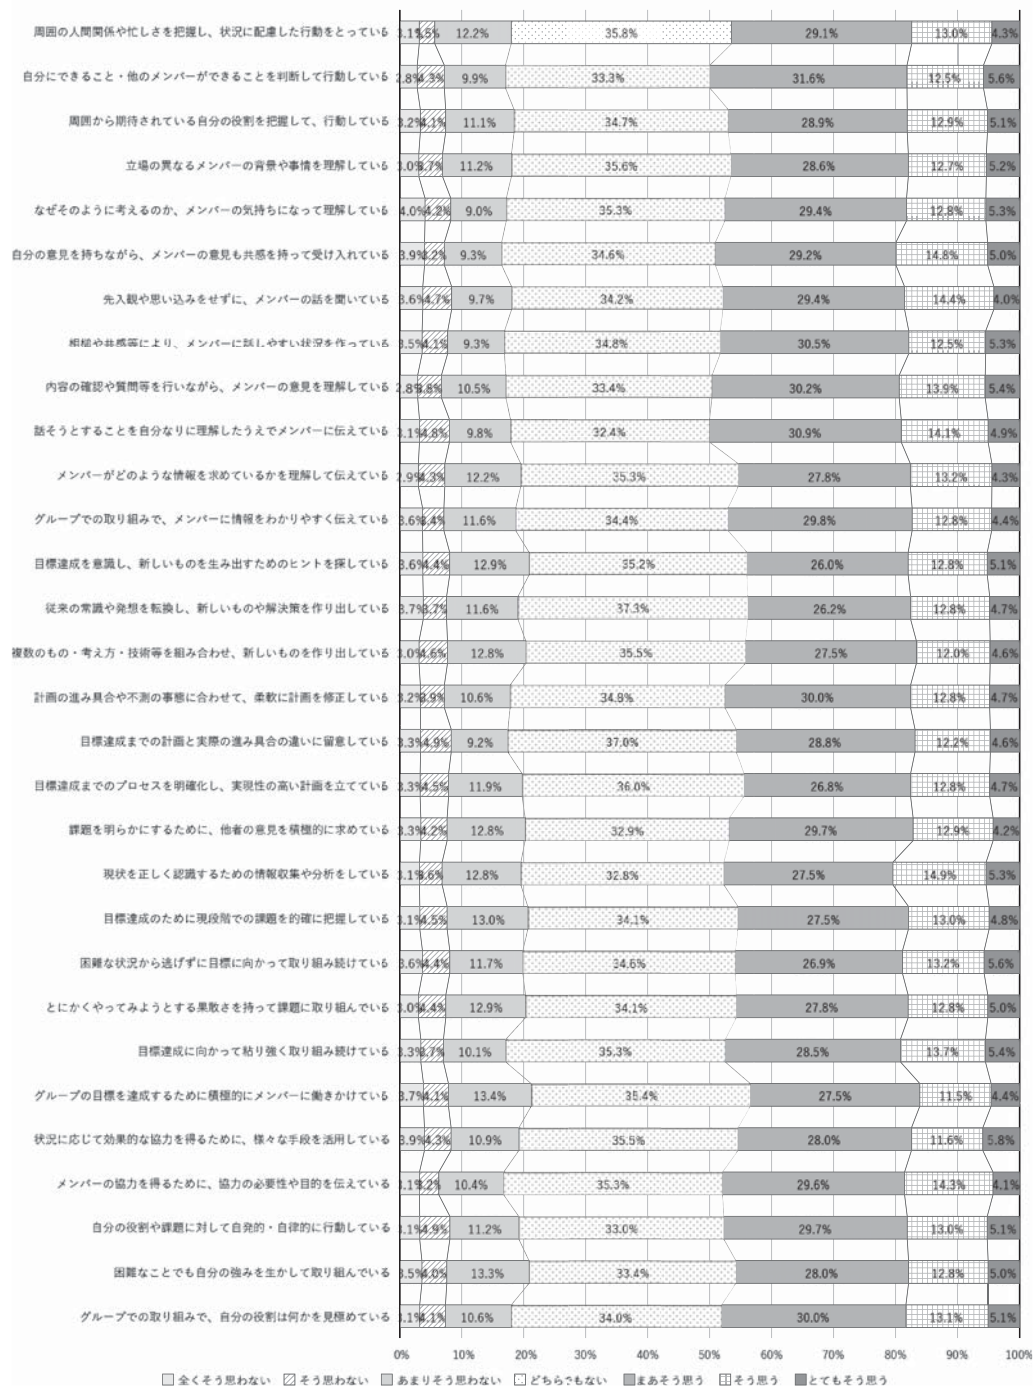 周囲の人間関係や忙しさを把握し、状況に配慮した行動をとっている 12.2% 35.8% 29.1% 13.0% 4.3%
自分にできること・他のメンバーができることを判断して行動している 2.8% 4.3% 9.9% 33.3% 31.6% 12.5% 5.6%
周囲から期待されている自分の役割を把握して、行動している 3.2% 4.1% 11.1% 34.7% 28.9% 12.9% 5.1%
立場の異なるメンバーの背景や事情を理解している 3.0% 3.7% 11.2% 35.6% 28.6% 12.7% 5.2%
なぜそのように考えるのか、メンバーの気持ちになって理解している 4.0% 4.2% 9.0% 35.3% 29.4% 12.8% 5.3%
自分の意見を持ちながら、メンバーの意見も共感を持って受け入れている 3.9% 3.2% 9.3% 34.6% 29.2% 14.8% 5.0%
先入観や思い込みをせずに、メンバーの話を聞いている 3.6% 4.7% 9.7% 34.2% 29.4% 14.4% 4.0%
相槌や共感等により、メンバーに話しやすい状況を作っている 3.5% 4.1% 9.3% 34.8% 30.5% 12.5% 5.3%
内容の確認や質問等を行いながら、メンバーの意見を理解している 2.8% 3.8% 10.5% 33.4% 30.2% 13.9% 5.4%
話そうとすることを自分なりに理解したうえでメンバーに伝えている 3.1% 4.8% 9.8% 32.4% 30.9% 14.1% 4.9%
メンバーがどのような情報を求めているかを理解して伝えている 2.9% 4.3% 12.2% 35.3% 27.8% 13.2% 4.3%
グループでの取り組みで、メンバーに情報をわかりやすく伝えている 3.6% 3.4% 11.6% 34.4% 29.8% 12.8% 4.4%
目標達成を意識し、新しいものを生み出すためのヒントを探している 3.6% 4.4% 12.9% 35.2% 26.0% 12.8% 5.1%
従来の常識や発想を転換し、新しいものや解決策を作り出している 3.7% 3.7% 11.6% 37.3% 26.2% 12.8% 4.7%
複数のもの・考え方・技術等を組み合わせ、新しいものを作り出している 3.0% 4.6% 12.8% 35.5% 27.5% 12.0% 4.6%
計画の進み具合や不測の事態に合わせて、柔軟に計画を修正している 3.2% 3.9% 10.6% 34.8% 30.0% 12.8% 4.7%
目標達成までの計画と実際の進み具合の違いに留意している 3.3% 4.9% 9.2% 37.0% 28.8% 12.2% 4.6%
目標達成までのプロセスを明確化し、実現性の高い計画を立てている 3.3% 4.5% 11.9% 36.0% 26.8% 12.8% 4.7%
課題を明らかにするために、他者の意見を積極的に求めている 3.3% 4.2% 12.8% 32.9% 29.7% 12.9% 4.2%
現状を正しく認識するための情報収集や分析をしている 3.1% 3.6% 12.8% 32.8% 27.5% 14.9% 5.3%
目標達成のために現段階での課題を的確に把握している 3.1% 4.5% 13.0% 34.1% 27.5% 13.0% 4.8%
困難な状況から逃げずに目標に向かって取り組み続けている 3.6% 4.4% 11.7% 34.6% 26.9% 13.2% 5.6%
とにかくやってみようとする果敢さを持って課題に取り組んでいる 3.0% 4.4% 12.9% 34.1% 27.8% 12.8% 5.0%
目標達成に向かって粘り強く取り組み続けている 3.3% 3.7% 10.1% 35.3% 28.5% 13.7% 5.4%
グループの目標を達成するために積極的にメンバーに働きかけている 3.7% 4.1% 13.4% 35.4% 27.5% 11.5% 4.4%
状況に応じて効果的な協力を得るために、様々な手段を活用している 3.9% 4.3% 10.9% 35.5% 28.0% 11.6% 5.8%
メンバーの協力を得るために、協力の必要性や目的を伝えている 3.1% 3.2% 10.4% 35.3% 29.6% 14.3% 4.1%
自分の役割や課題に対して自発的・自律的に行動している 3.1% 4.9% 11.2% 33.0% 29.7% 13.0% 5.1%
困難なことでも自分の強みを生かして取り組んでいる 3.5% 4.0% 13.3% 33.4% 28.0% 12.8% 5.0%
グループでの取り組みで、自分の役割は何かを見極めている 3.1% 4.1% 10.6% 34.0% 30.0% 13.1% 5.1%
0% 10% 20% 30% 40% 50% 60% 70% 80% 90% 100%
全くそう思わない そう思わない あまりそう思わない どちらでもない まあそう思う そう思う とてもそう思う